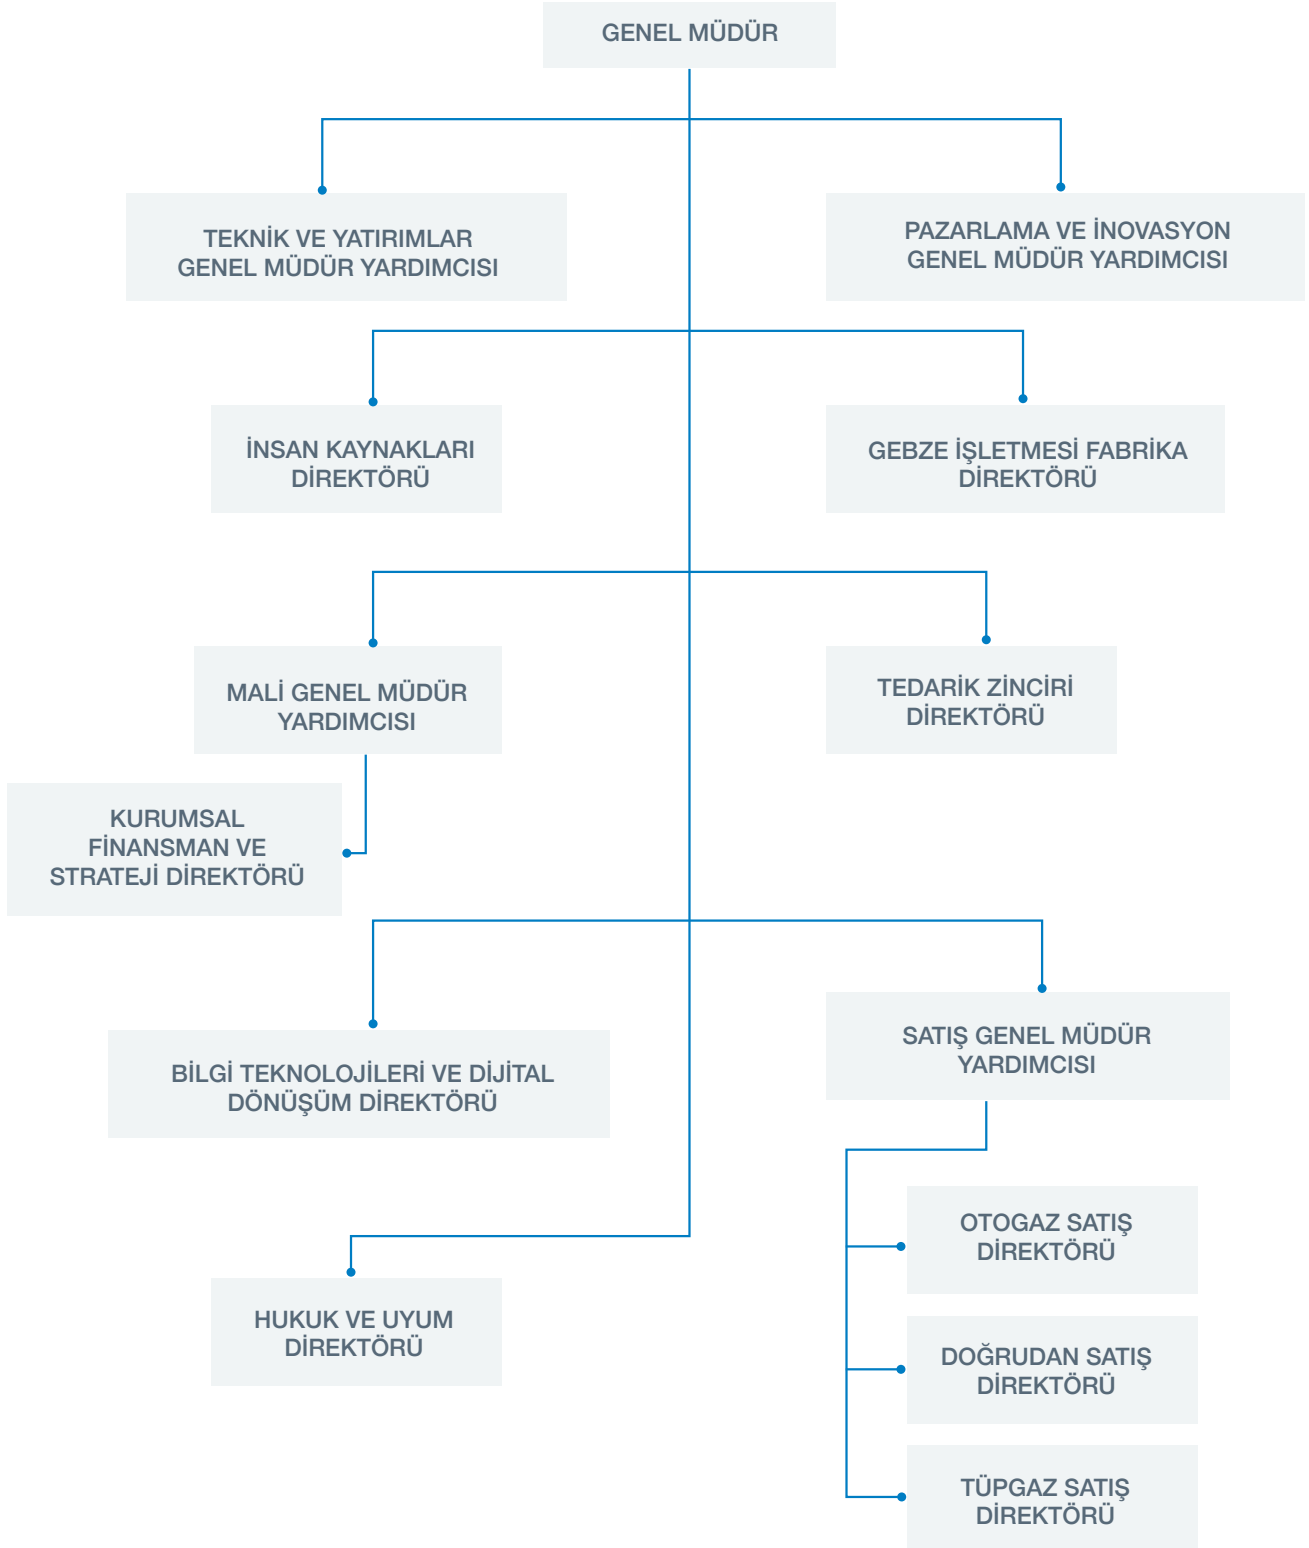 GENEL MÜDÜR
TEKNİK VE YATIRIMLAR
GENEL MÜDÜR YARDIMCISI
PAZARLAMA VE İNOVASYON
GENEL MÜDÜR YARDIMCISI
İNSAN KAYNAKLARI
DİREKTÖRÜ
GEBZE İŞLETMESİ FABRİKA
DİREKTÖRÜ
MALİ GENEL MÜDÜR
YARDIMCISI
TEDARİK ZİNCİRİ
DİREKTÖRÜ
KURUMSAL
FİNANSMAN VE
STRATEJİ DİREKTÖRÜ
BİLGİ TEKNOLOJİLERİ VE DİJİTAL
DÖNÜŞÜM DİREKTÖRÜ
SATIŞ GENEL MÜDÜR
YARDIMCISI
OTOGAZ SATIŞ
DİREKTÖRÜ
HUKUK VE UYUM
DİREKTÖRÜ
DOĞRUDAN SATIŞ
DİREKTÖRÜ
TÜPGAZ SATIŞ
DİREKTÖRÜ